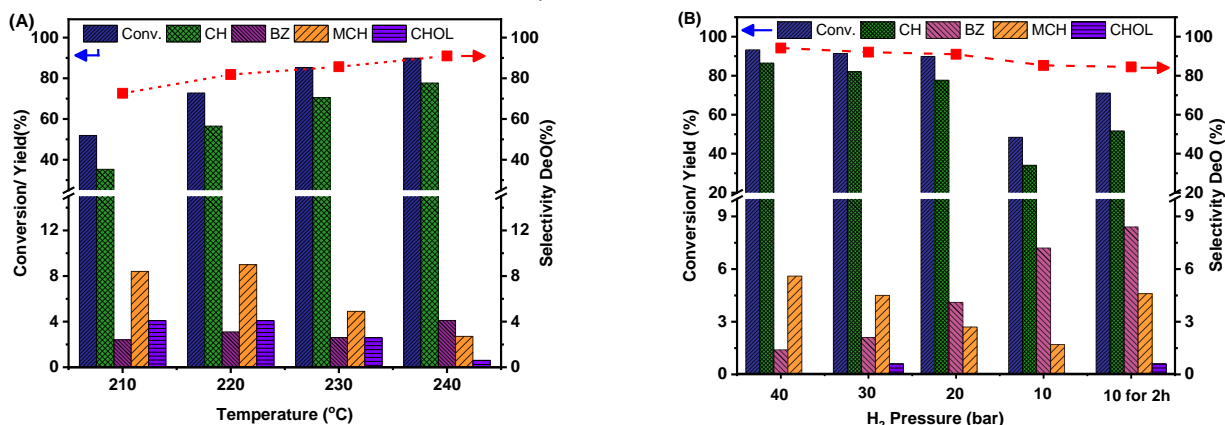 (A)
Conv. CH BZ MCH CHOL
Conversion/ Yield(%)
100
80
60
40
12
8
4
0
Selectivity DeO(%)
100
80
60
40
12
8
4
0
210 220 230 240
Temperature (°C)
(B)
Conv. CH BZ MCH CHOL
Conversion/ Yield (%)
100
80
60
40
20
9
6
3
0
Selectivity DeO(%)
100
80
60
40
20
9
6
3
0
40 30 20 10 10 for 2h
H₂ Pressure (bar)